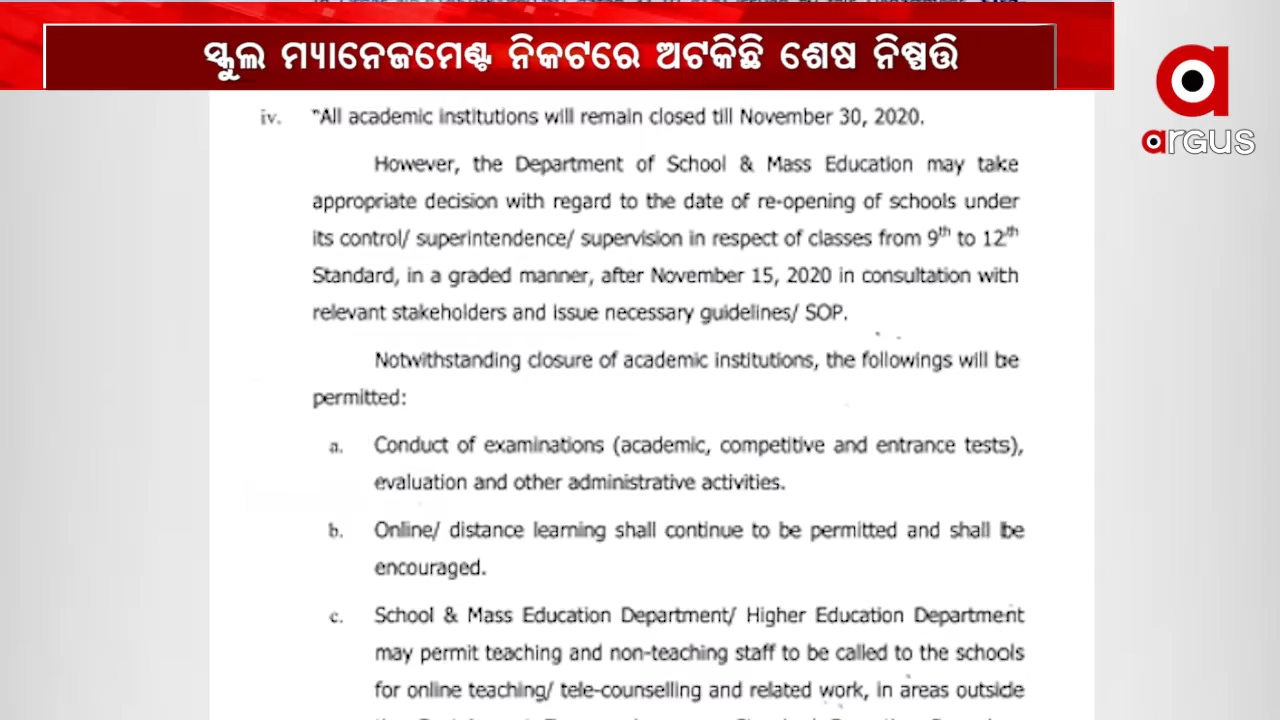 ସ୍କୁଲ ମ୍ୟାନେଜମେଣ୍ଟ ନିକଟରେ ଅଟକିଛି ଶେଷ ନିଷ୍ପତ୍ତି
argus
iv. "All academic institutions will remain closed till November 30, 2020.
However, the Department of School & Mass Education may take
appropriate decision with regard to the date of re-opening of schools under
its control/ superintendence/ supervision in respect of classes from 9th to 12th
Standard, in a graded manner, after November 15, 2020 in consultation with
relevant stakeholders and issue necessary guidelines/ SOP.
Notwithstanding closure of academic institutions, the followings will be
permitted:
a. Conduct of examinations (academic, competitive and entrance tests),
evaluation and other administrative activities.
b. Online/ distance learning shall continue to be permitted and shall be
encouraged.
c. School & Mass Education Department/ Higher Education Department
may permit teaching and non-teaching staff to be called to the schools
for online teaching/ tele-counselling and related work, in areas outside